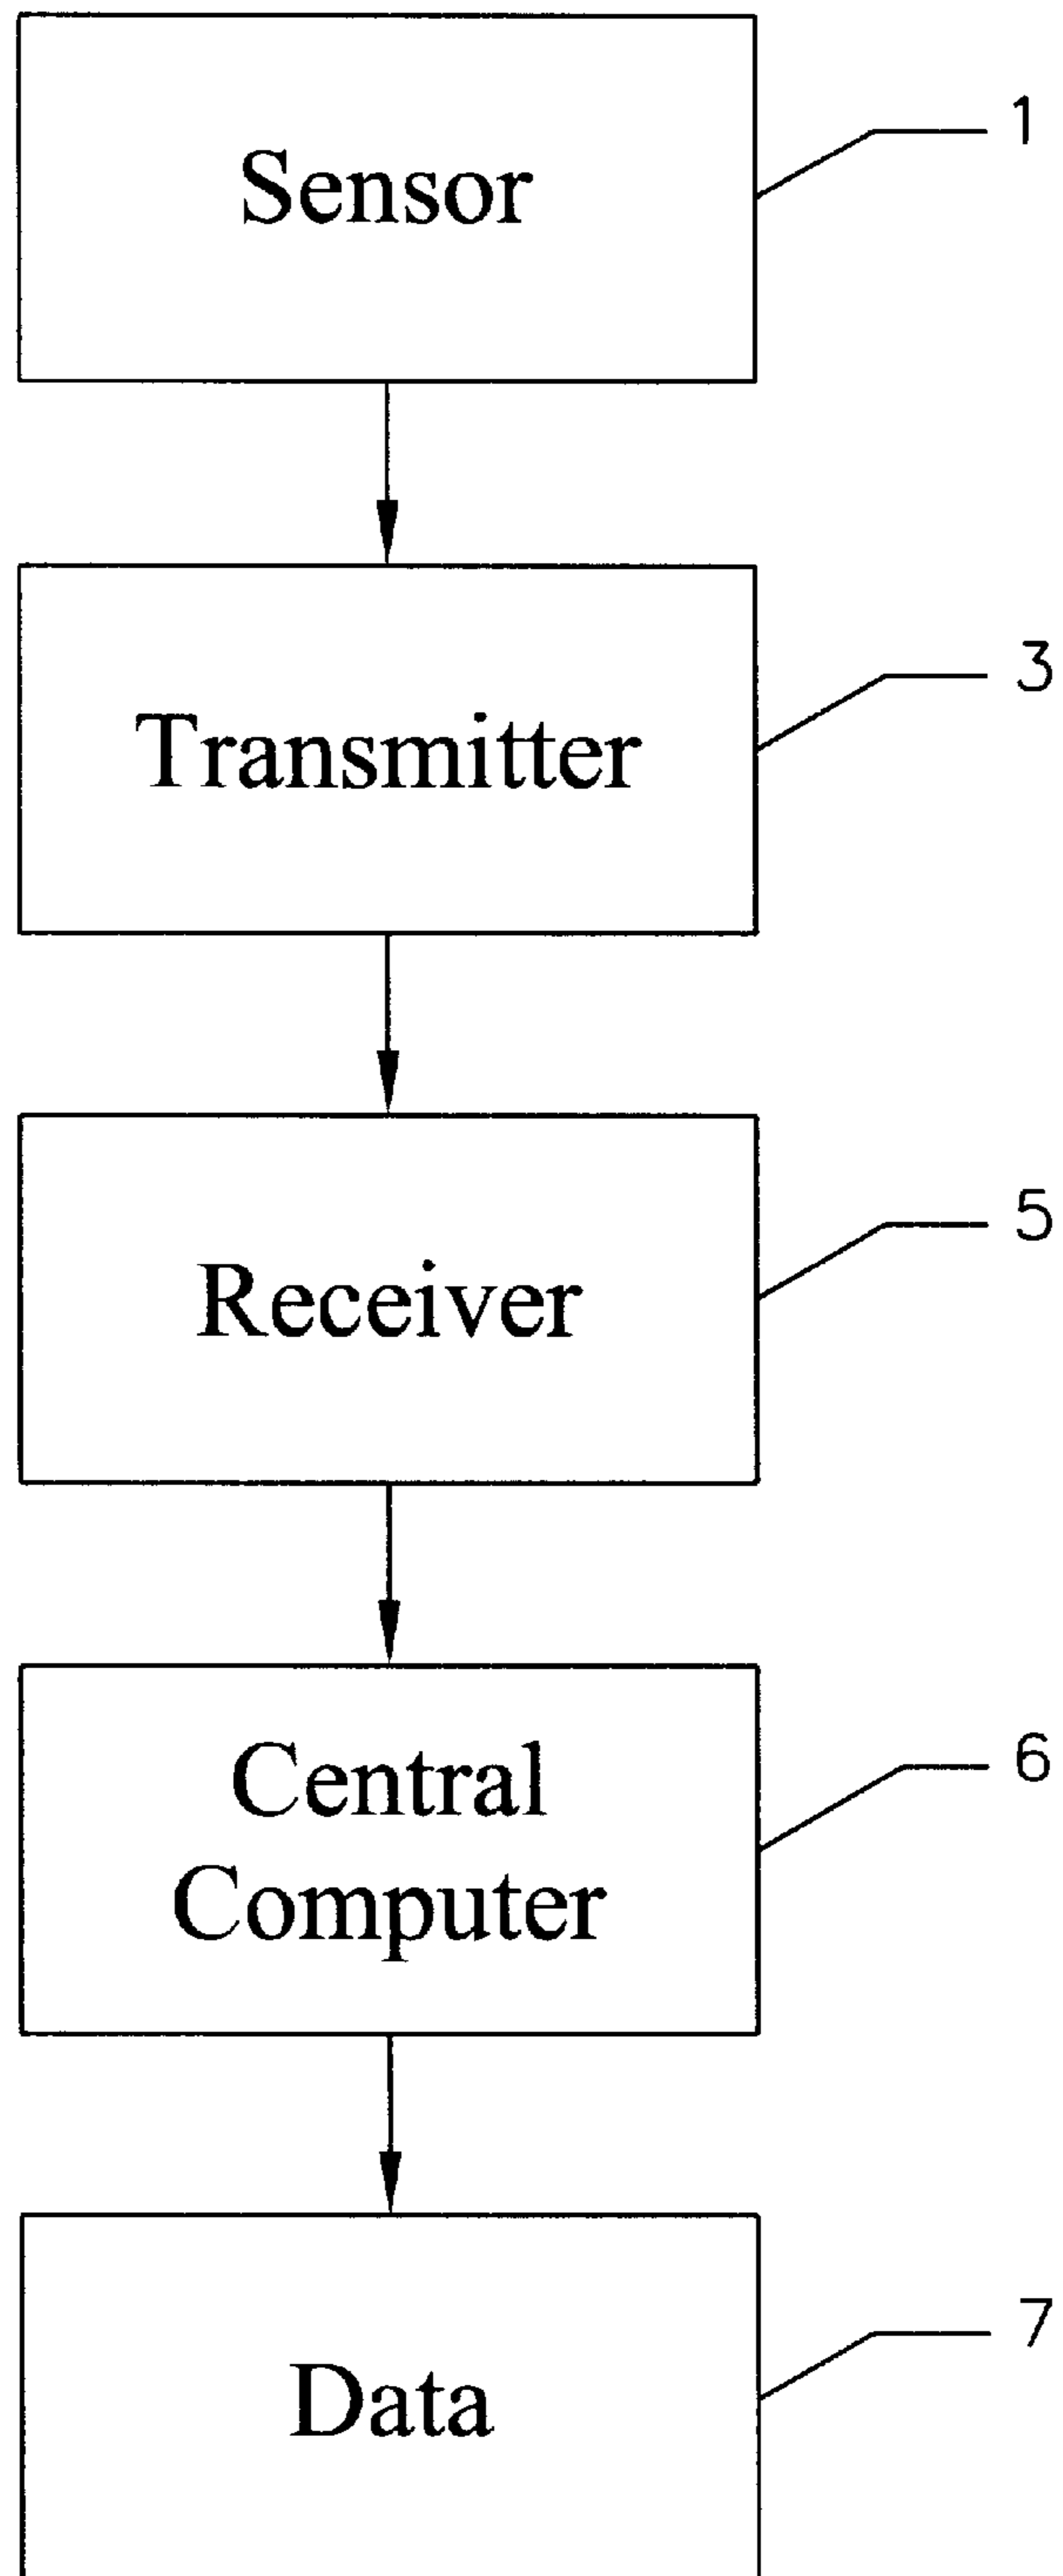 Sensor
1
Transmitter
3
Receiver
5
Central
Computer
6
Data
7